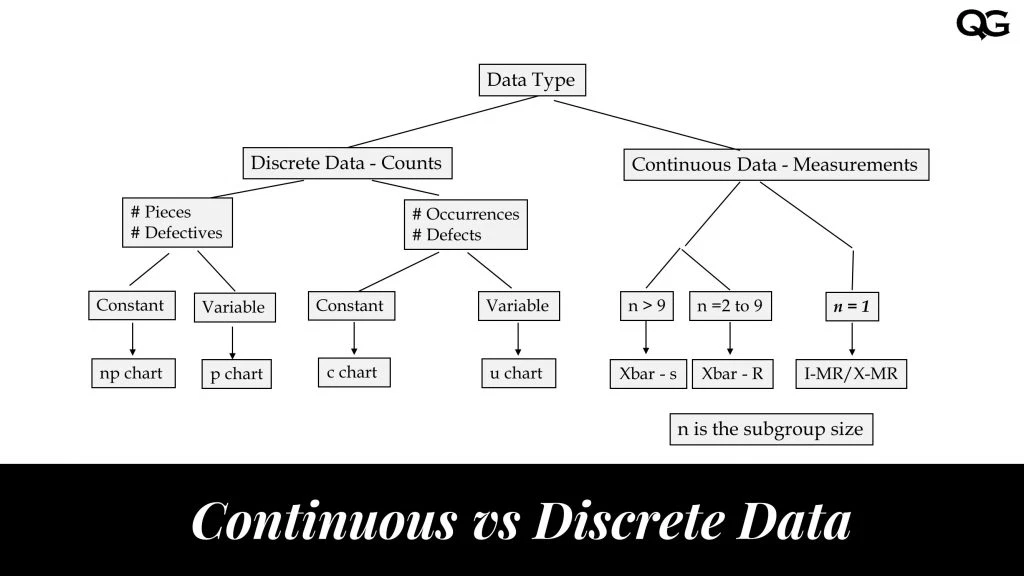 QG
Data Type
Discrete Data - Counts
Continuous Data - Measurements
# Pieces
# Defectives
# Occurrences
# Defects
Constant
Variable
Constant
Variable
n > 9
n =2 to 9
n = 1
np chart
p chart
c chart
u chart
Xbar - s
Xbar - R
I-MR/X-MR
n is the subgroup size
Continuous vs Discrete Data